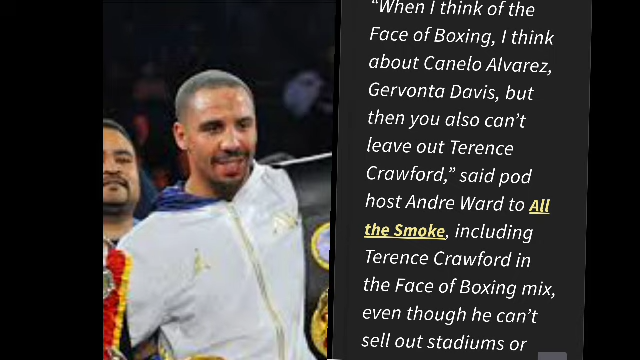 “When I think of the
Face of Boxing, I think
about Canelo Alvarez,
Gervonta Davis, but
then you also can’t
leave out Terence
Crawford,” said pod
host Andre Ward to All
the Smoke, including
Terence Crawford in
the Face of Boxing mix,
even though he can’t
sell out stadiums or